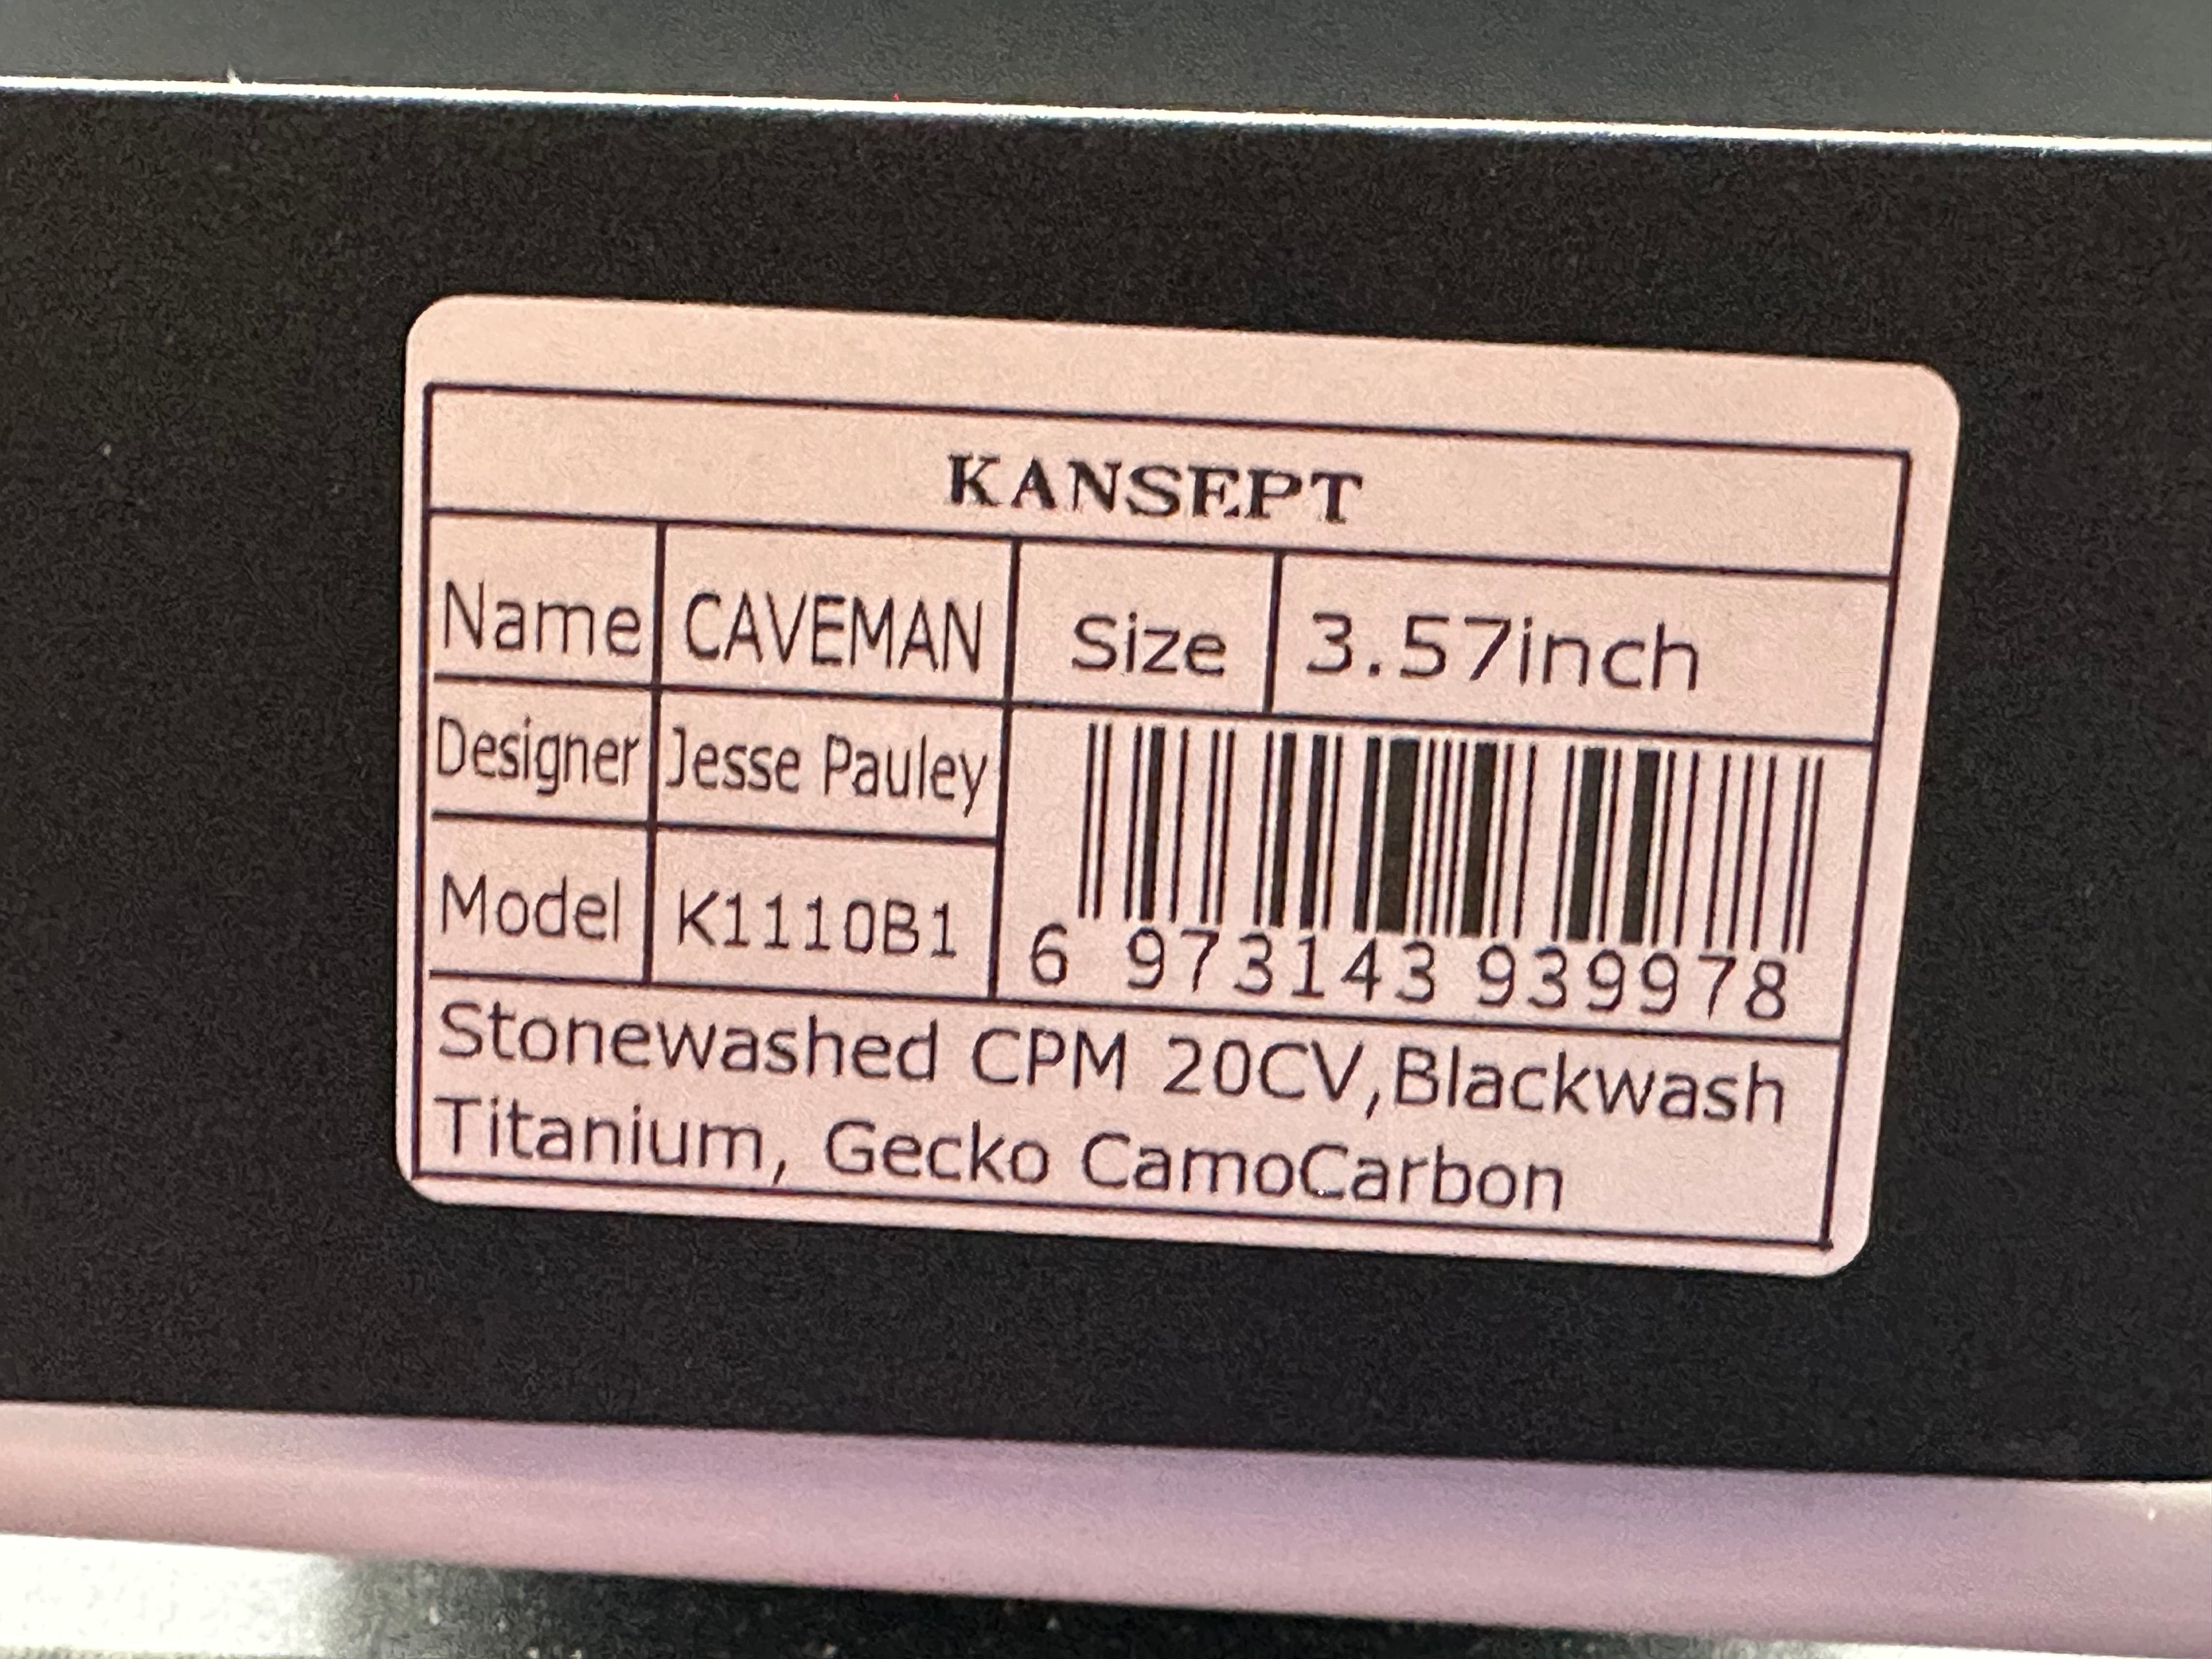 KANSEPT
Name CAVEMAN Size 3.57inch
Designer Jesse Pauley
Model K1110B1
6 973143 939978
Stonewashed CPM 20CV,Blackwash
Titanium, Gecko CamoCarbon